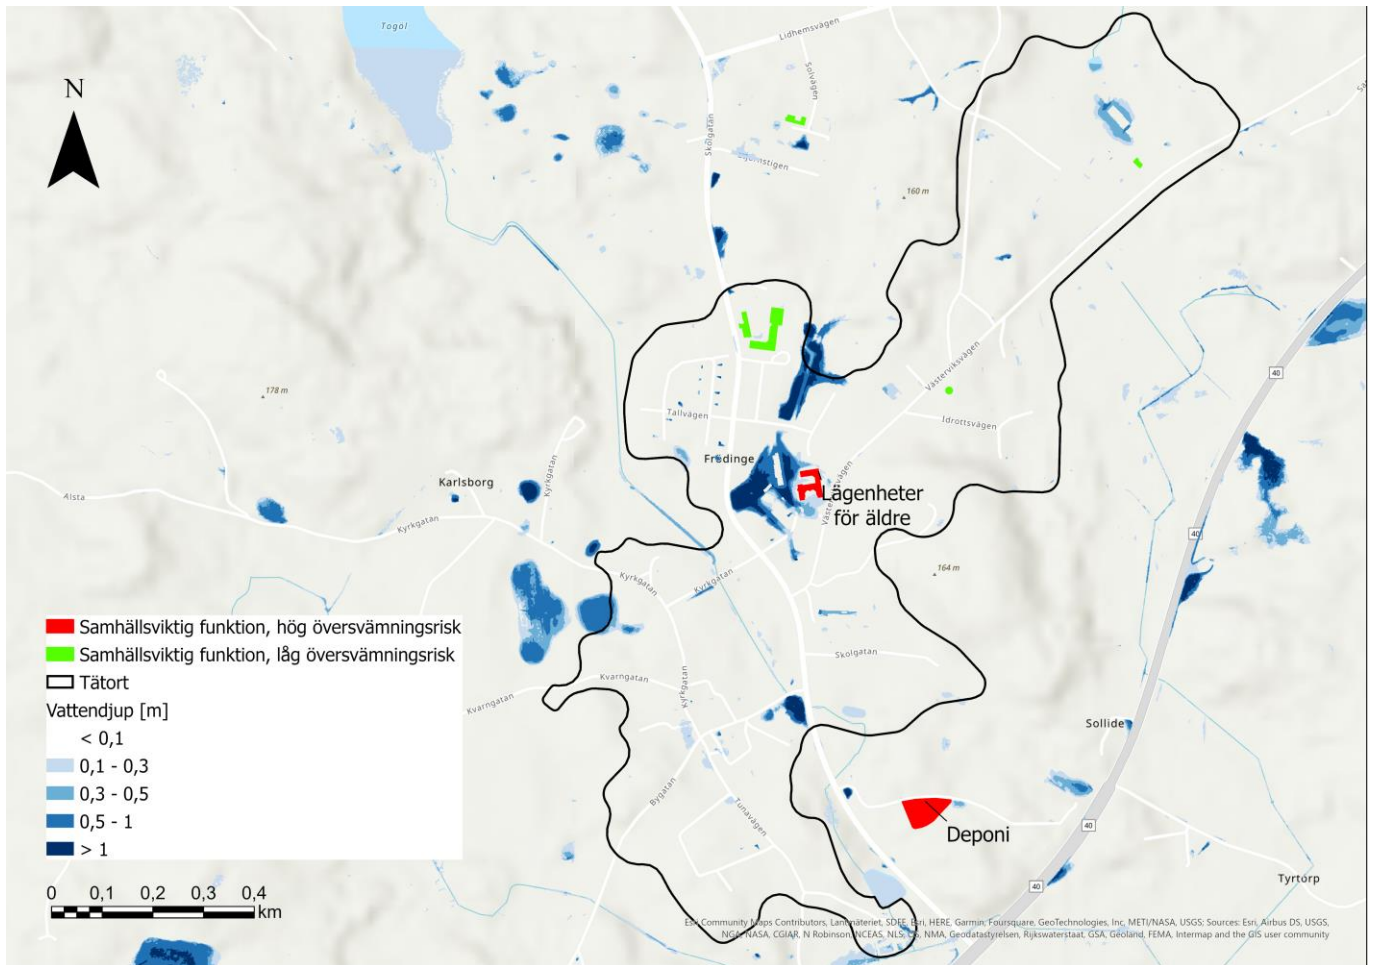 Togöl
Lidhemsvägen
Solvägen
Skolgatan
N
160 m
178 m
Västerviksvägen
40
Tallvägen
Idrottsvägen
Frödinge
Karlsborg
Kyrkgatan
Alsta
Kyrkgatan
Lägenheter
för äldre
40
164 m
Kyrkgatan
Kyrkgatan
Samhällsviktig funktion, hög översvämningsrisk
Samhällsviktig funktion, låg översvämningsrisk
Tätort
Vattendjup [m]
< 0,1
0,1 - 0,3
0,3 - 0,5
0,5 - 1
> 1
Skolgatan
Kvarngatan
Kyrkgatan
Kvarngatan
Sollide
Bygatan
Tunavägen
Deponi
40
40
Tyrtorp
0 0,1 0,2 0,3 0,4
km
Esri Community Maps Contributors, Lantmäteriet, SDFE, Esri, HERE, Garmin, Foursquare, GeoTechnologies, Inc, METI/NASA, USGS; Sources: Esri, Airbus DS, USGS,
NGA, NASA, CGIAR, N Robinson, NCEAS, NLS, OS, NMA, Geodatastyrelsen, Rijkswaterstaat, GSA, Geoland, FEMA, Intermap and the GIS user community